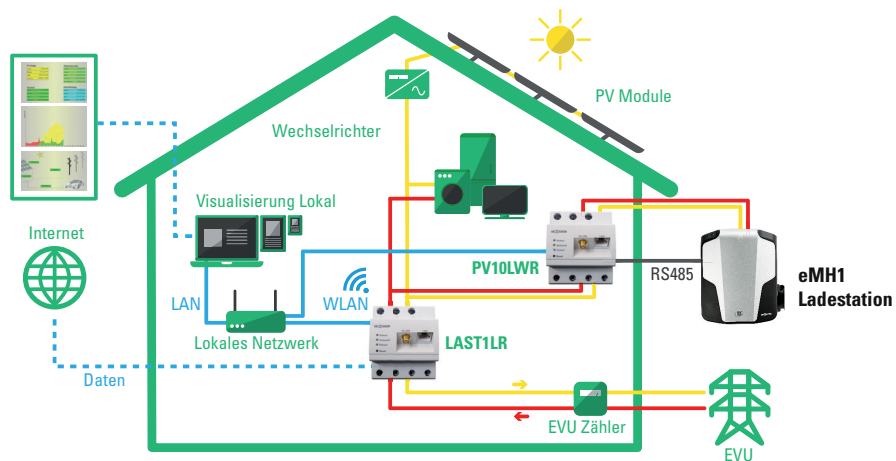 PV Module
Wechselrichter
Visualisierung Lokal
Internet
PV10LWR
RS485
eMH1
Ladestation
LAN
WLAN
Lokales Netzwerk
LAST1LR
Daten
EVU Zähler
EVU